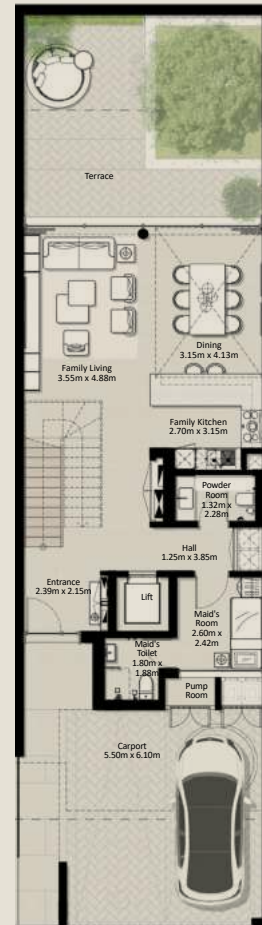 Terrace
Dining
3.15m x 4.13m
Family Living
3.55m x 4.88m
Family Kitchen
2.70m x 3.15m
Powder
Room
1.32m x
2.28m
Hall
1.25m x 3.85m
Entrance
2.39m x 2.15m
Lift
Maid's
Room
2.60m x
2.42m
Maid's
Toilet
1.80m x
1.88m
Pump
Room
Carport
5.50m x 6.10m